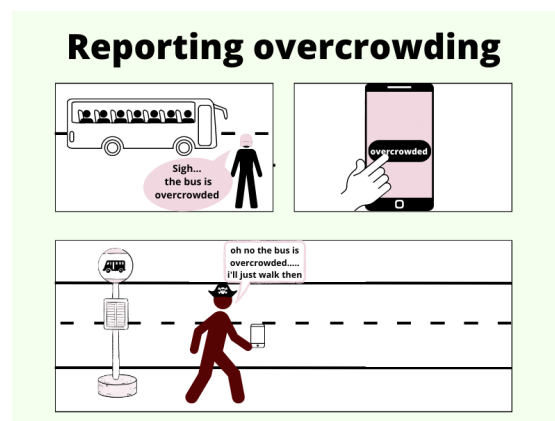 Reporting overcrowding
Sigh...
the bus is
overcrowded
overcrowded
oh no the bus is
overcrowded.....
i'll just walk then